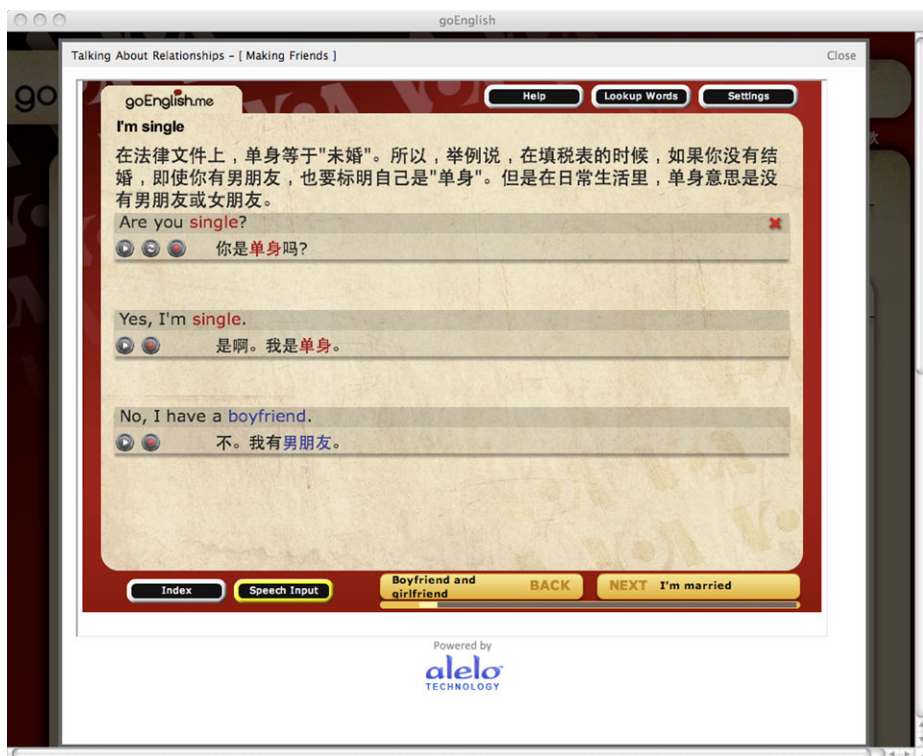 goEnglish
Talking About Relationships – [ Making Friends ]
Close
go
goEnglish.me
Help
Lookup Words
Settings
I'm single
在法律文件上，单身等于"未婚"。所以，举例说，在填税表的时候，如果你没有结
婚，即使你有男朋友，也要标明自己是"单身"。但是在日常生活里，单身意思是没
有男朋友或女朋友。
Are you single?
你是单身吗?
Yes, I'm single.
是啊。我是单身。
No, I have a boyfriend.
不。我有男朋友。
Index
Speech Input
Boyfriend and
girlfriend
BACK
NEXT
I'm married
Powered by
alelo
TECHNOLOGY